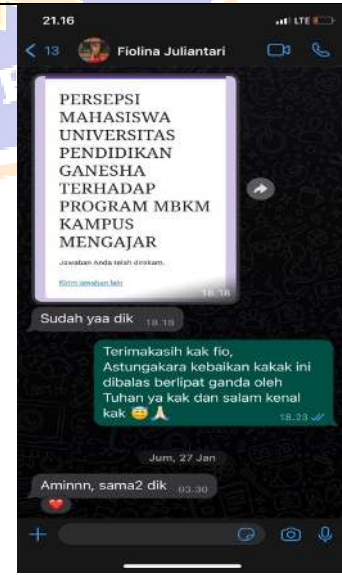 21.16
LTE
13 Fiolina Juliantari
PERSEPSI
MAHASISWA
UNIVERSITAS
PENDIDIKAN
GANESHA
TERHADAP
PROGRAM MBKM
KAMPUS
MENGAJAR
Jawaban Anda telah direkam.
Kirim jawaban lain
18.18
Sudah yaa dik 18.18
Terimakasih kak fio,
Astungakara kebaikan kakak ini
dibalas berlipat ganda oleh
Tuhan ya kak dan salam kenal
kak 😇🙏
18.23
Jum, 27 Jan
Aminnn, sama2 dik 03.30
❤️